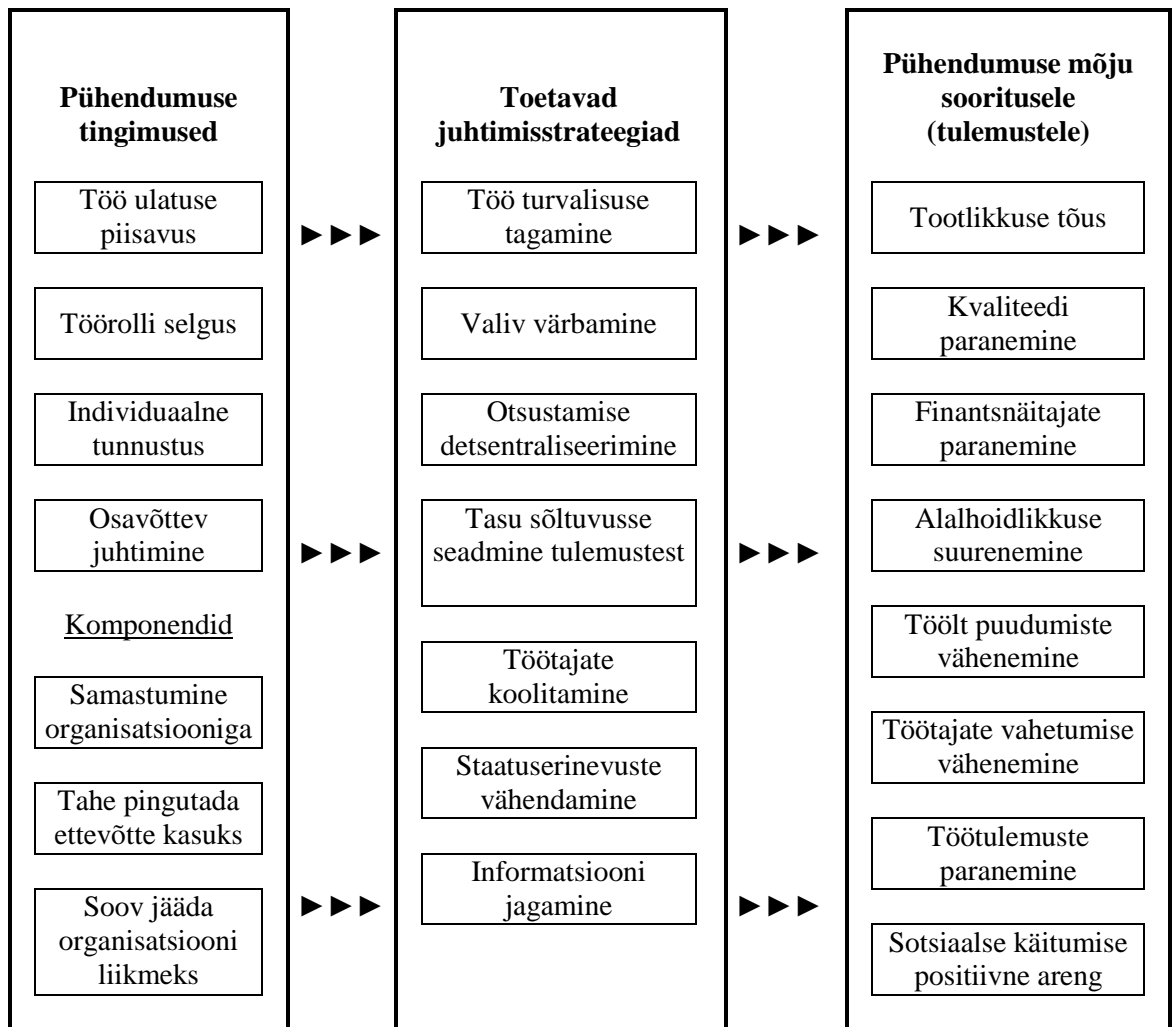 Pühendumuse
tingimused
Töö ulatuse
piisavus
Töörolli selgus
Individuaalne
tunnustus
Osavõttev
juhtimine
Komponendid
Samastumine
organisatsiooniga
Tahe pingutada
ettevõtte kasuks
Soov jääda
organisatsiooni
liikmeks
►►►
►►►
►►►
Toetavad
juhtimisstrateegiad
Töö turvalisuse
tagamine
Valiv värbamine
Otsustamise
detsentraliseerimine
Tasu sõltuvusse
seadmine tulemustest
Töötajate
koolitamine
Staatuserinevuste
vähendamine
Informatsiooni
jagamine
►►►
►►►
►►►
Pühendumuse mõju
sooritusele
(tulemustele)
Tootlikkuse tõus
Kvaliteedi
paranemine
Finantsnäitajate
paranemine
Alalhoidlikkuse
suurenemine
Töölt puudumiste
vähenemine
Töötajate vahetumise
vähenemine
Töötulemuste
paranemine
Sotsiaalse käitumise
positiivne areng